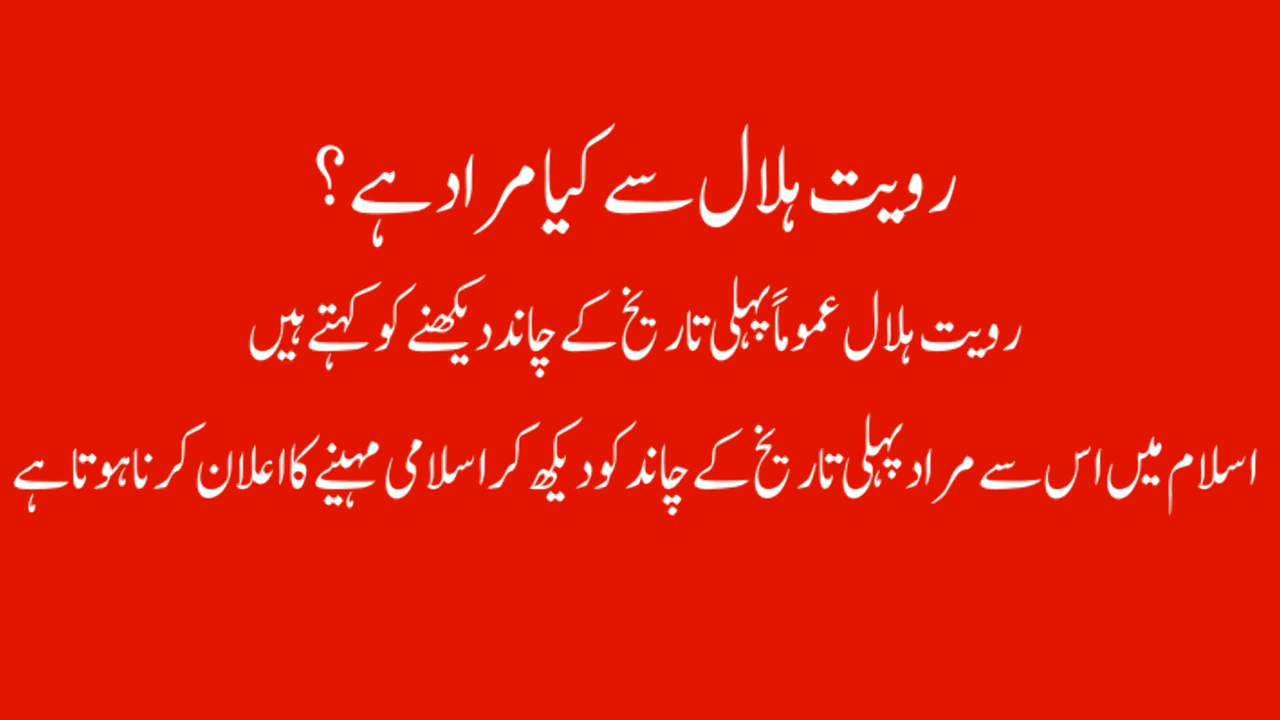 رویت ہلال سے کیا مراد ہے؟
رویت ہلال عموماً پہلی تاریخ کے چاند دیکھنے کو کہتے ہیں
اسلام میں اس سے مراد پہلی تاریخ کے چاند کو دیکھ کر اسلامی مہینے کا اعلان کرنا ہوتا ہے